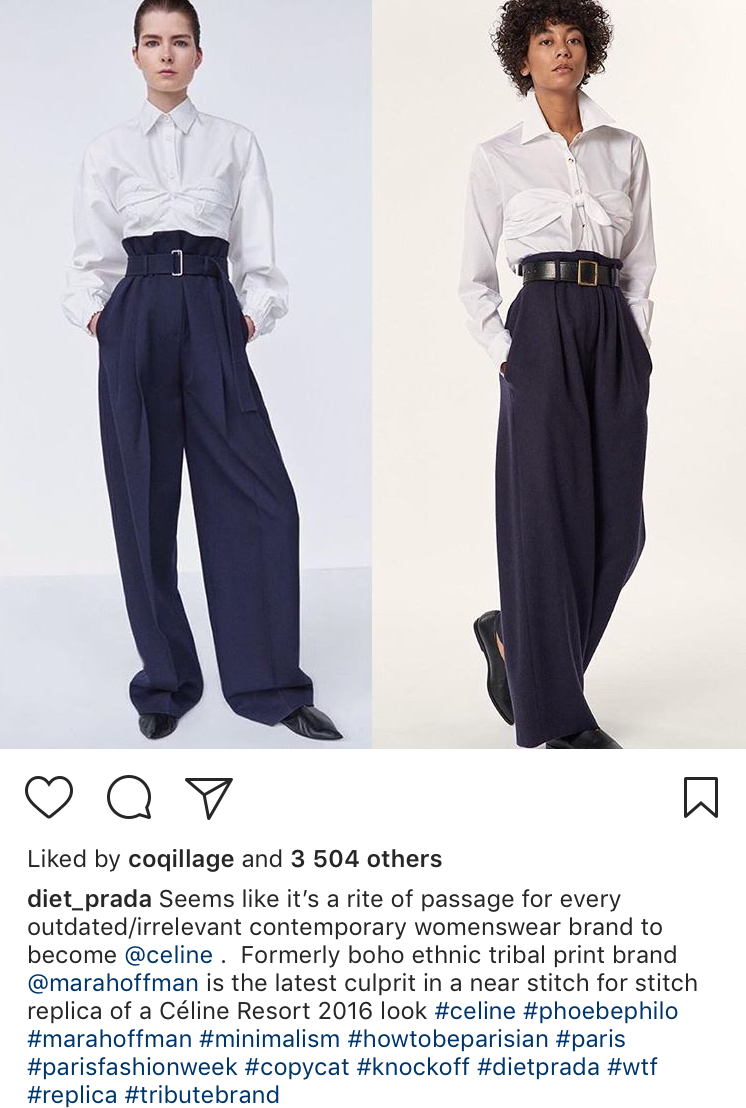 Liked by coqillage and 3 504 others
diet_prada Seems like it’s a rite of passage for every
outdated/irrelevant contemporary womenswear brand to
become @celine .  Formerly boho ethnic tribal print brand
@marahoffman is the latest culprit in a near stitch for stitch
replica of a Céline Resort 2016 look #celine #phoebephilo
#marahoffman #minimalism #howtobeparisian #paris
#parisfashionweek #copycat #knockoff #dietprada #wtf
#replica #tributebrand